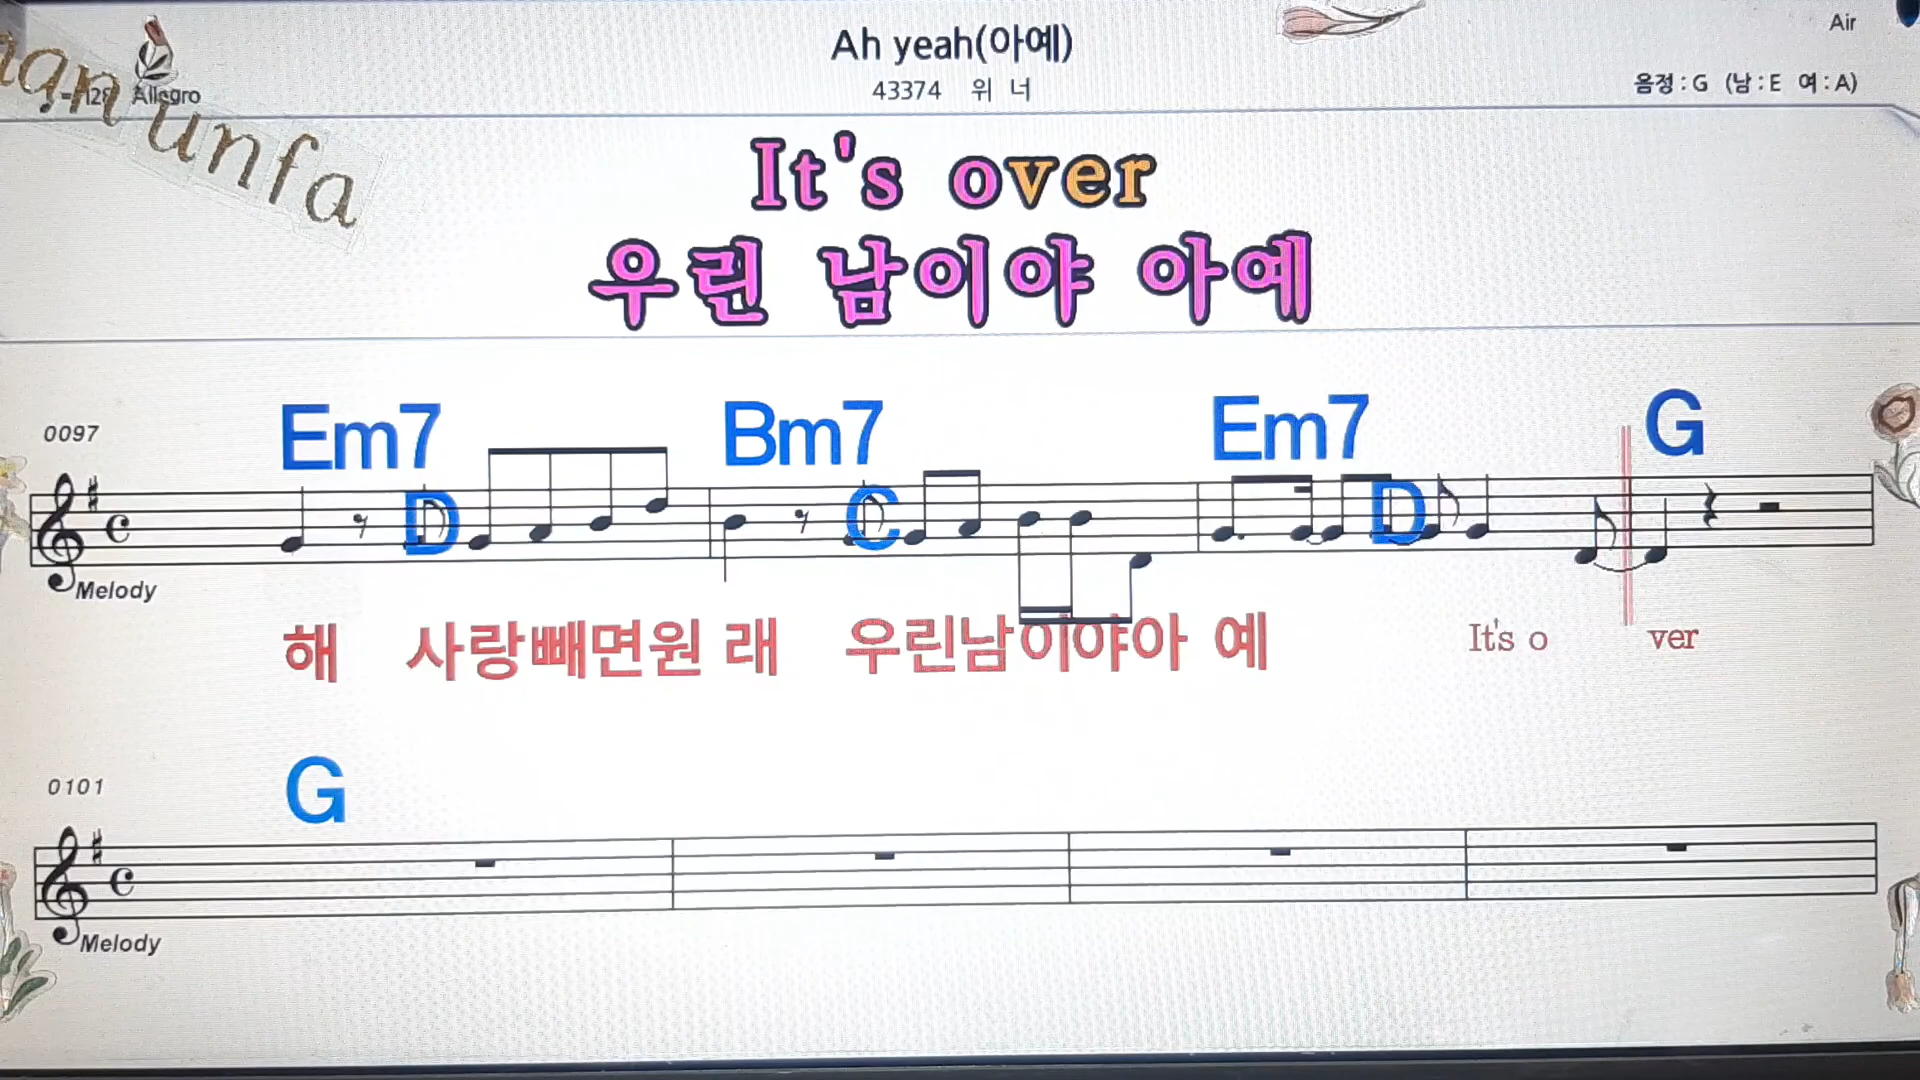 Air
Ah yeah(아예)
43374 위 너
Allegro
음정 : G (남 : E 여 : A)
unfa
It's over
우린 남이야 아예
0097
Em7 D Bm7 C Em7 D G
Melody
해 사랑빼면원 래 우린남이야아 예 It's o ver
0101
G
Melody